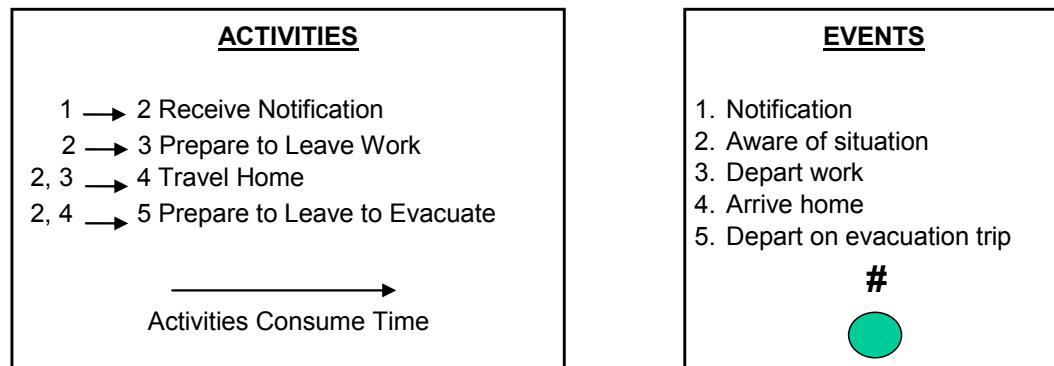 ACTIVITIES
1 → 2 Receive Notification
2 → 3 Prepare to Leave Work
2, 3 → 4 Travel Home
2, 4 → 5 Prepare to Leave to Evacuate
Activities Consume Time
EVENTS
1. Notification
2. Aware of situation
3. Depart work
4. Arrive home
5. Depart on evacuation trip
#